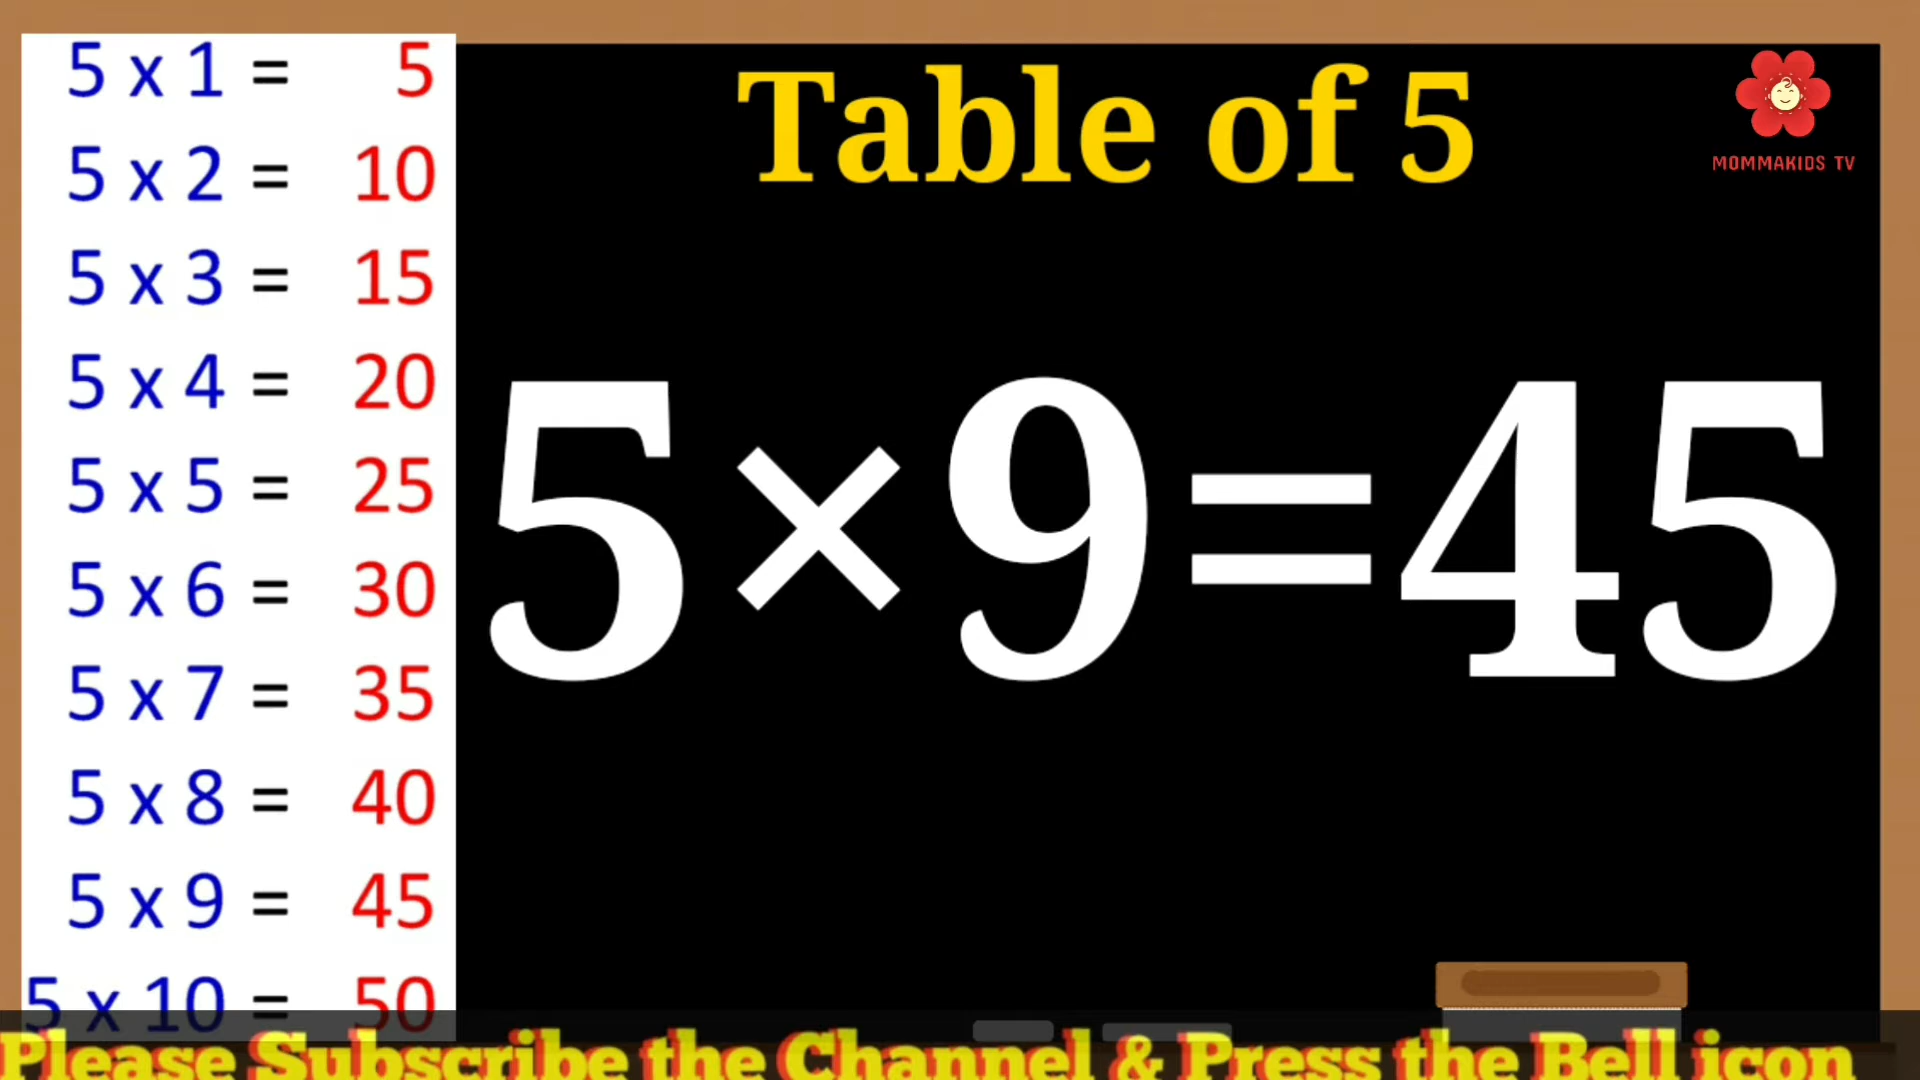 5 x 1 = 5
5 x 2 = 10
5 x 3 = 15
5 x 4 = 20
5 x 5 = 25
5 x 6 = 30
5 x 7 = 35
5 x 8 = 40
5 x 9 = 45
5 x 10 = 50
Table of 5
MOMMAKIDS TV
5×9=45
Please Subscribe the Channel & Press the Bell icon